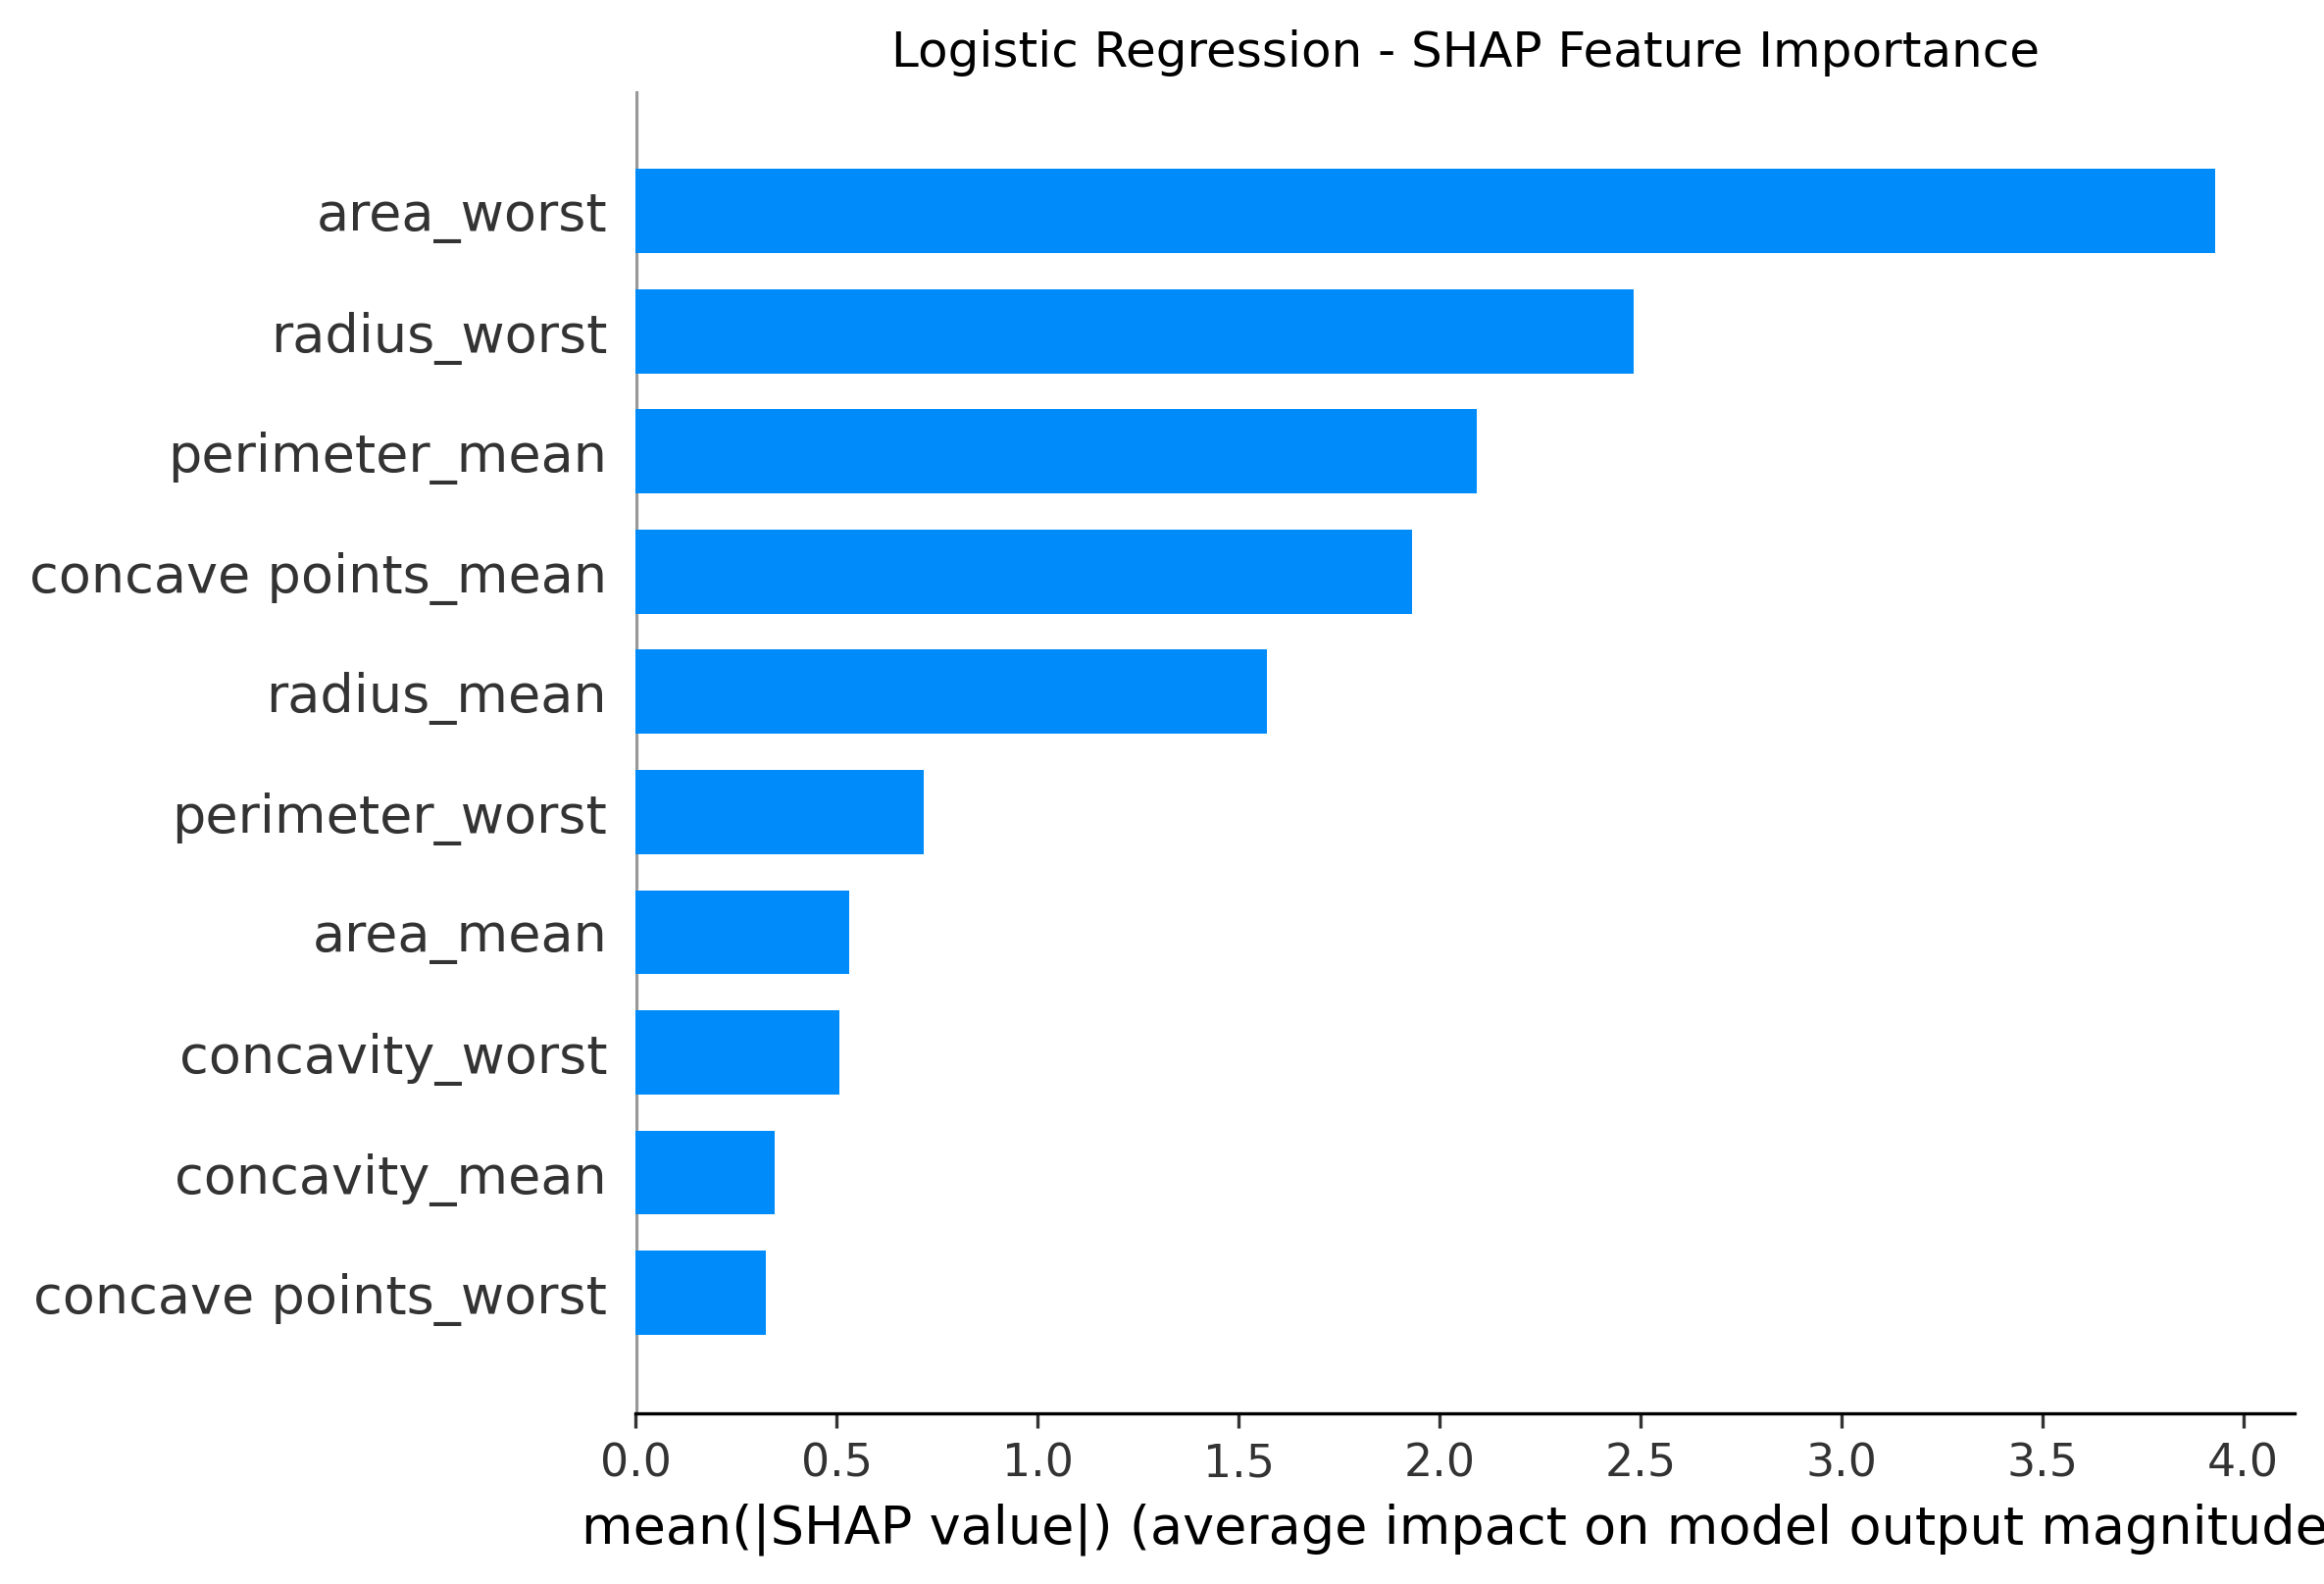 Logistic Regression - SHAP Feature Importance
area_worst
radius_worst
perimeter_mean
concave points_mean
radius_mean
perimeter_worst
area_mean
concavity_worst
concavity_mean
concave points_worst
0.0 0.5 1.0 1.5 2.0 2.5 3.0 3.5 4.0
mean(|SHAP value|) (average impact on model output magnitude